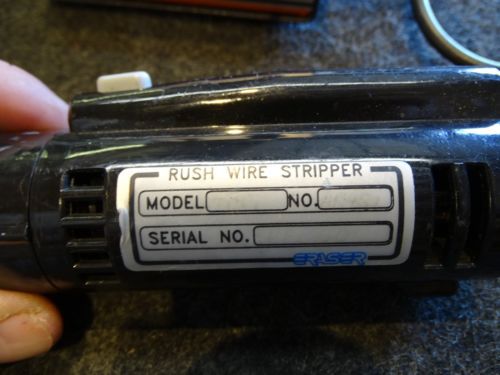 RUSH WIRE STRIPPER
MODEL NO.
SERIAL NO.
ERASER